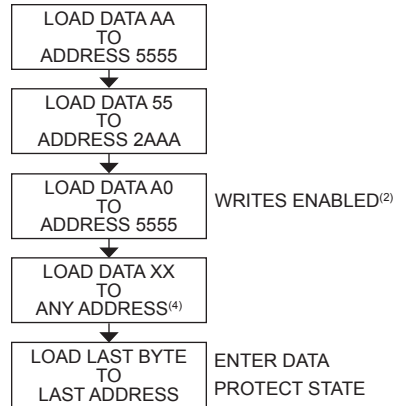 LOAD DATA AA
TO
ADDRESS 5555
LOAD DATA 55
TO
ADDRESS 2AAA
LOAD DATA A0
TO
ADDRESS 5555
WRITES ENABLED(2)
LOAD DATA XX
TO
ANY ADDRESS(4)
LOAD LAST BYTE
TO
LAST ADDRESS
ENTER DATA
PROTECT STATE